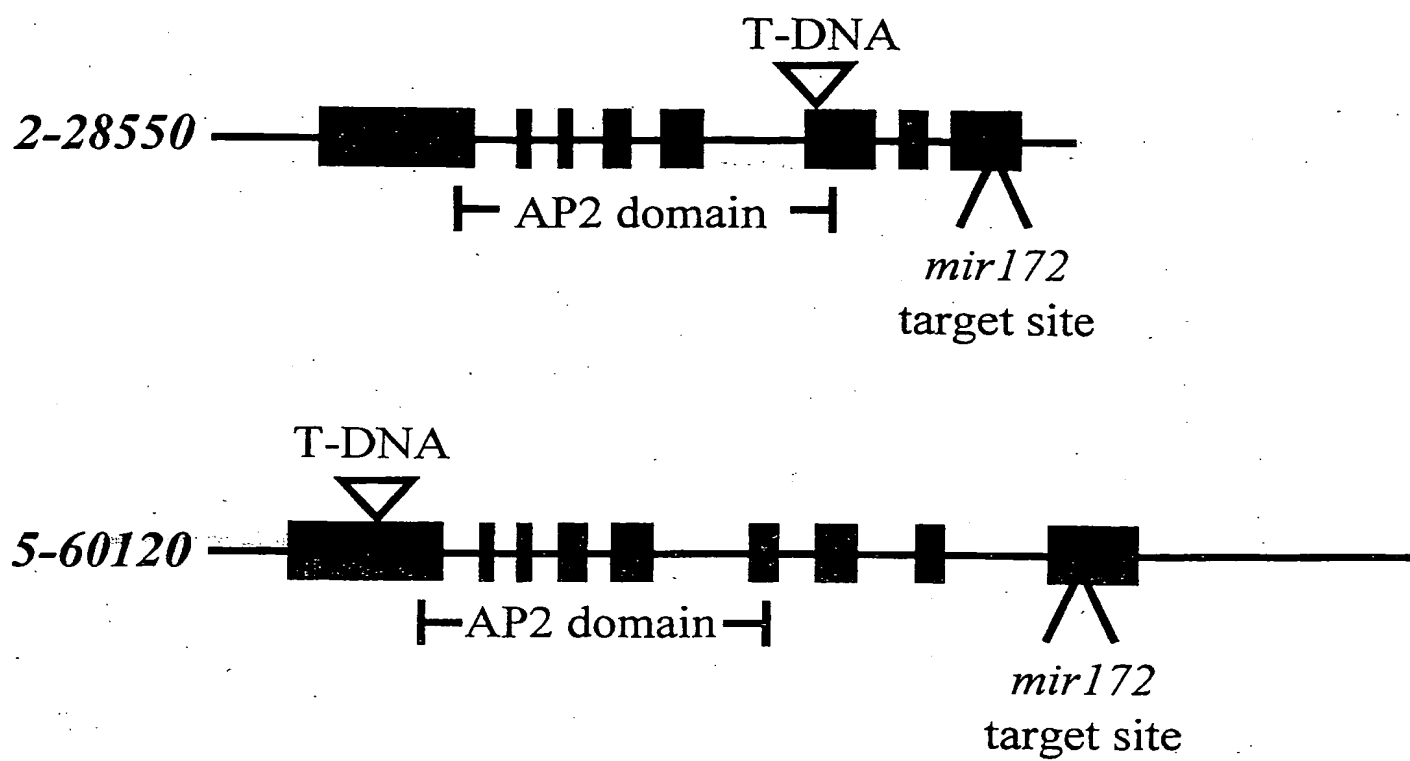 T-DNA
2-28550
AP2 domain
mir172
target site
T-DNA
5-60120
AP2 domain
mir172
target site